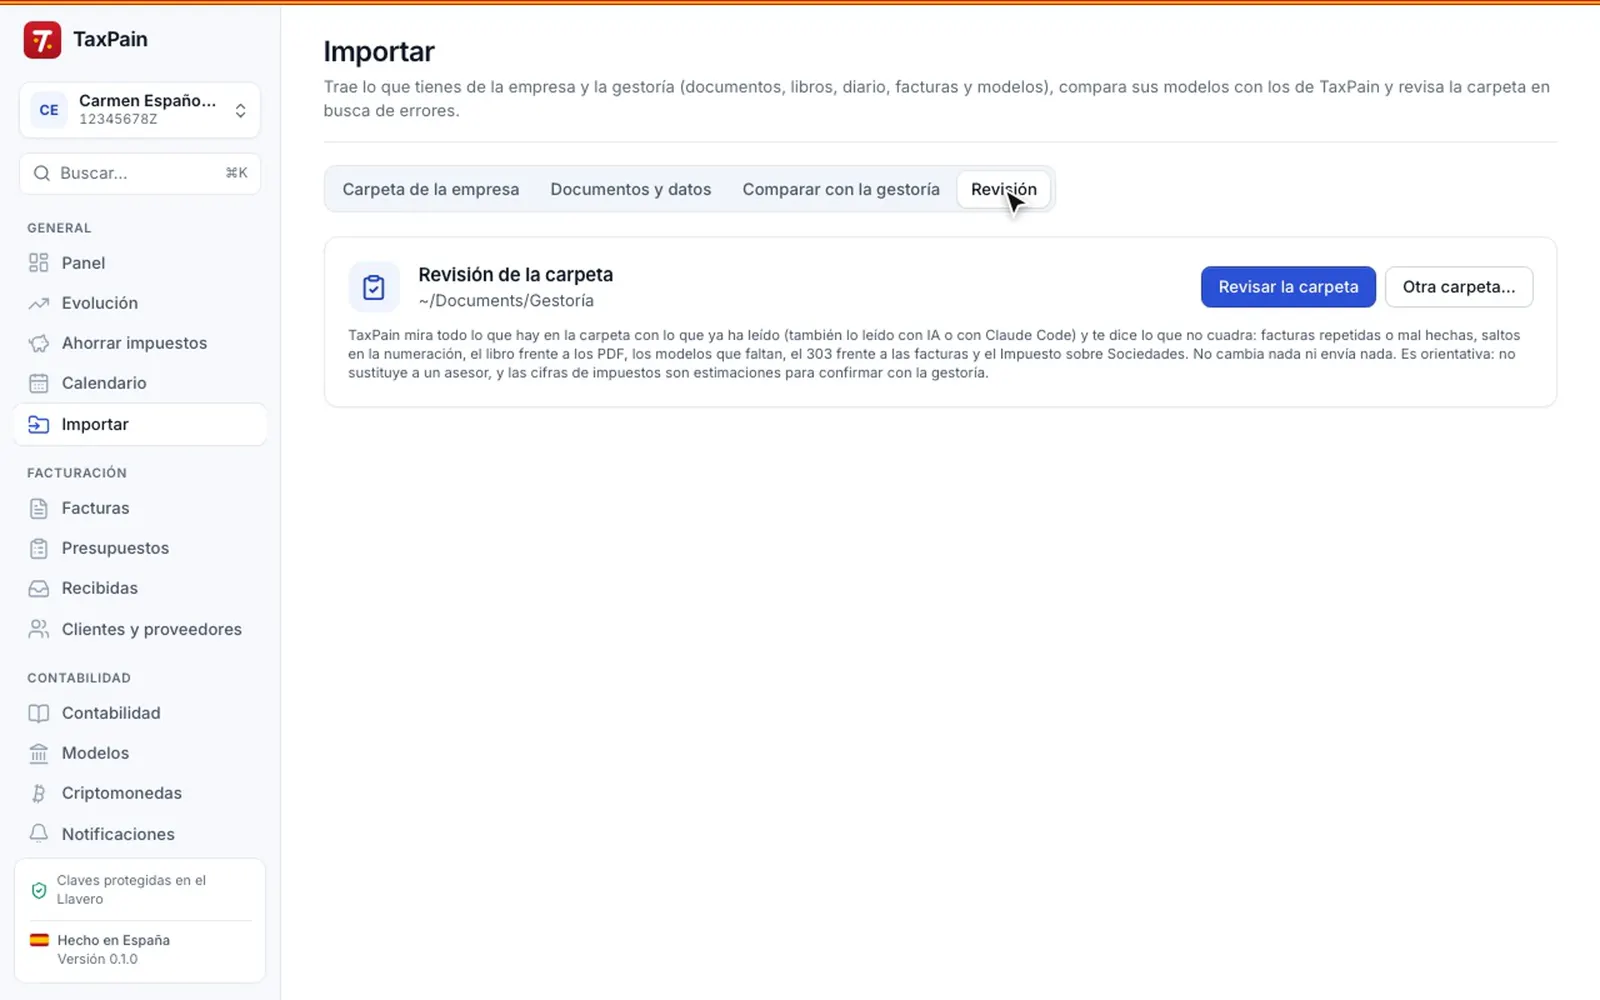 TaxPain
CE
Carmen Españo...
12345678Z
Buscar...
⌘K
GENERAL
Panel
Evolución
Ahorrar impuestos
Calendario
Importar
FACTURACIÓN
Facturas
Presupuestos
Recibidas
Clientes y proveedores
CONTABILIDAD
Contabilidad
Modelos
Criptomonedas
Notificaciones
Claves protegidas en el
Llavero
Hecho en España
Versión 0.1.0
Importar
Trae lo que tienes de la empresa y la gestoría (documentos, libros, diario, facturas y modelos), compara sus modelos con los de TaxPain y revisa la carpeta en
busca de errores.
Carpeta de la empresa
Documentos y datos
Comparar con la gestoría
Revisión
Revisión de la carpeta
~/Documents/Gestoría
Revisar la carpeta
Otra carpeta...
TaxPain mira todo lo que hay en la carpeta con lo que ya ha leído (también lo leído con IA o con Claude Code) y te dice lo que no cuadra: facturas repetidas o mal hechas, saltos
en la numeración, el libro frente a los PDF, los modelos que faltan, el 303 frente a las facturas y el Impuesto sobre Sociedades. No cambia nada ni envía nada. Es orientativa: no
sustituye a un asesor, y las cifras de impuestos son estimaciones para confirmar con la gestoría.